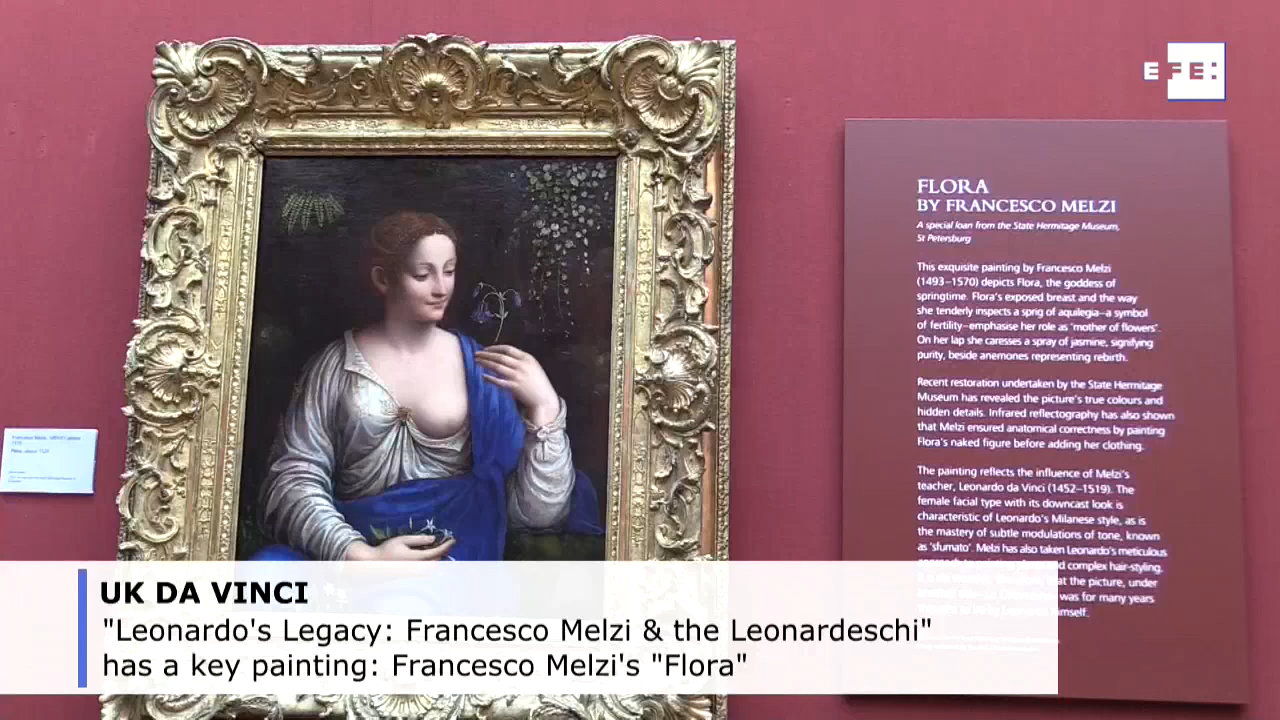 EFE:
FLORA
BY FRANCESCO MELZI
A special loan from the State Hermitage Museum,
St Petersburg
This exquisite painting by Francesco Melzi
(1493–1570) depicts Flora, the goddess of
springtime. Flora's exposed breast and the way
she tenderly inspects a sprig of aquilegia–a symbol
of fertility–emphasise her role as 'mother of flowers'.
On her lap she caresses a spray of jasmine, signifying
purity, beside anemones representing rebirth.
Recent restoration undertaken by the State Hermitage
Museum has revealed the picture's true colours and
hidden details. Infrared reflectography has also shown
that Melzi ensured anatomical correctness by painting
Flora's naked figure before adding her clothing.
The painting reflects the influence of Melzi's
teacher, Leonardo da Vinci (1452–1519). The
female facial type with its downcast look is
characteristic of Leonardo's Milanese style, as is
the mastery of subtle modulations of tone, known
as 'sfumato'. Melzi has also taken Leonardo's meticulous
complex hair-styling.
that the picture, under
was for many years
himself.
UK DA VINCI
"Leonardo's Legacy: Francesco Melzi & the Leonardeschi"
has a key painting: Francesco Melzi's "Flora"